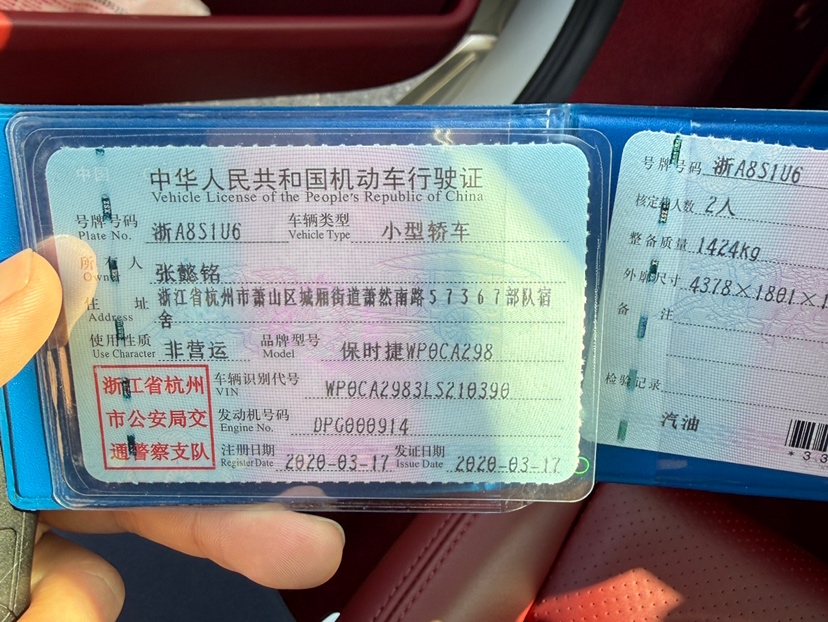 中国
中华人民共和国机动车行驶证
Vehicle License of the People's Republic of China
号牌号码 浙A8S1U6 车辆类型 小型轿车
Plate No. Vehicle Type
所有人 张懿铭
Owner
住址 浙江省杭州市萧山区城厢街道萧然南路57367部队宿
Address 舍
使用性质 非营运 品牌型号 保时捷WP0CA298
Use Character Model
浙江省杭州
市公安局交
通警察支队
车辆识别代号 WP0CA2983LS210390
VIN
发动机号码 DPG000914
Engine No.
注册日期 2020-03-17 发证日期 2020-03-17
Register Date Issue Date
号牌号码 浙A8S1U6
核定载人数 2人
整备质量 1424kg
外廓尺寸 4378×1801×1
备注
检验记录
汽油
*33